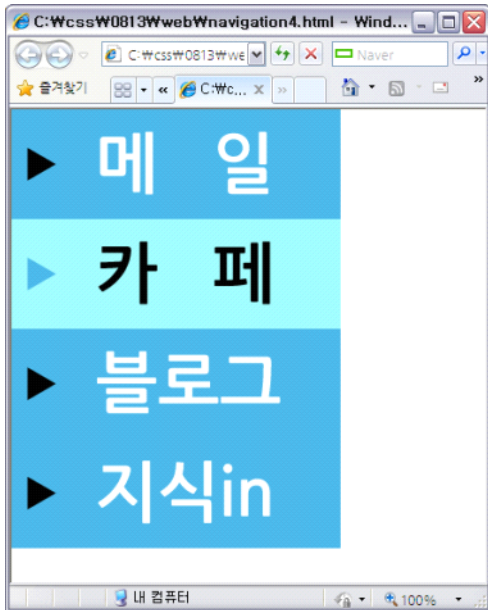 C:₩css₩0813₩web₩navigation4.html - Wind...
C:₩css₩0813₩we
Naver
즐겨찾기
C:₩c...
메 일
카 페
블로그
지식in
내 컴퓨터
100%